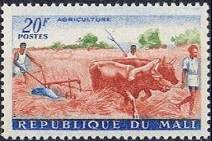 20F
POSTES
AGRICULTURE
REPUBLIQUE DU MALI